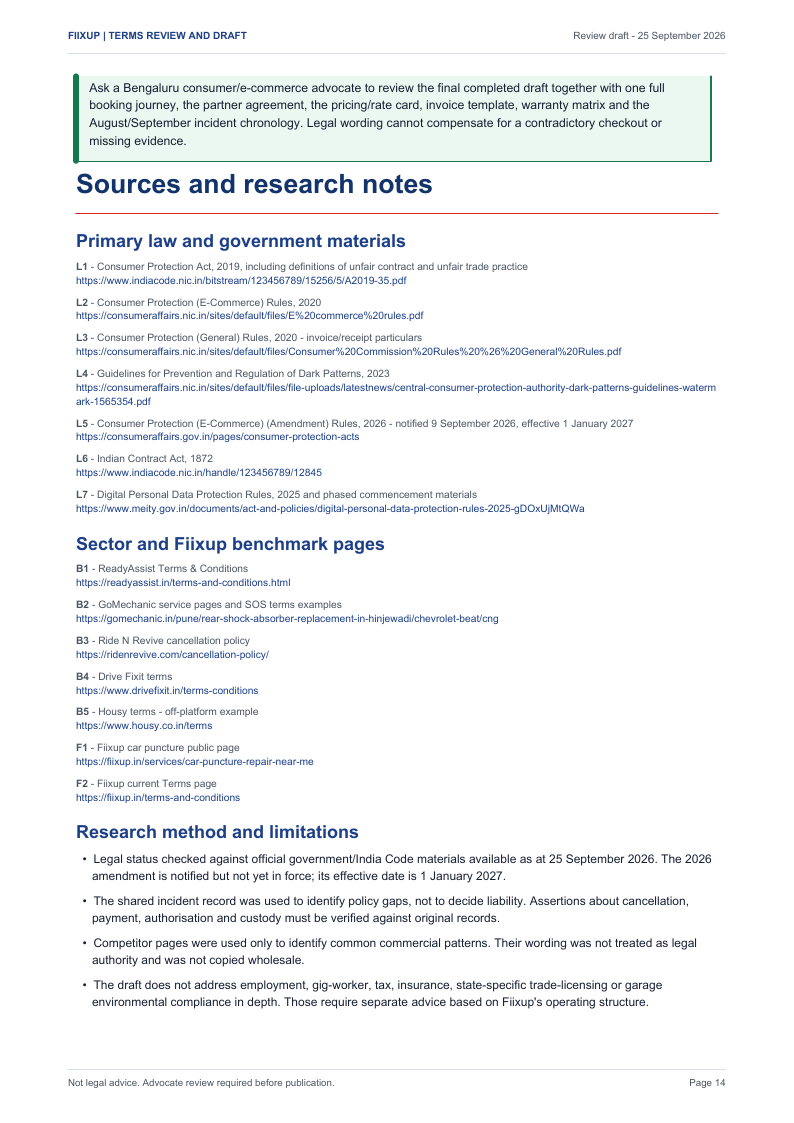 FIIXUP | TERMS REVIEW AND DRAFT
Review draft - 25 September 2026
Ask a Bengaluru consumer/e-commerce advocate to review the final completed draft together with one full
booking journey, the partner agreement, the pricing/rate card, invoice template, warranty matrix and the
August/September incident chronology. Legal wording cannot compensate for a contradictory checkout or
missing evidence.
Sources and research notes
Primary law and government materials
L1 - Consumer Protection Act, 2019, including definitions of unfair contract and unfair trade practice
https://www.indiacode.nic.in/bitstream/123456789/15256/5/A2019-35.pdf
L2 - Consumer Protection (E-Commerce) Rules, 2020
https://consumeraffairs.nic.in/sites/default/files/E%20commerce%20rules.pdf
L3 - Consumer Protection (General) Rules, 2020 - invoice/receipt particulars
https://consumeraffairs.nic.in/sites/default/files/Consumer%20Commission%20Rules%20%26%20General%20Rules.pdf
L4 - Guidelines for Prevention and Regulation of Dark Patterns, 2023
https://consumeraffairs.nic.in/sites/default/files/file-uploads/latestnews/central-consumer-protection-authority-dark-patterns-guidelines-waterm
ark-1565354.pdf
L5 - Consumer Protection (E-Commerce) (Amendment) Rules, 2026 - notified 9 September 2026, effective 1 January 2027
https://consumeraffairs.gov.in/pages/consumer-protection-acts
L6 - Indian Contract Act, 1872
https://www.indiacode.nic.in/handle/123456789/12845
L7 - Digital Personal Data Protection Rules, 2025 and phased commencement materials
https://www.meity.gov.in/documents/act-and-policies/digital-personal-data-protection-rules-2025-gDOxUjMtQWa
Sector and Fiixup benchmark pages
B1 - ReadyAssist Terms & Conditions
https://readyassist.in/terms-and-conditions.html
B2 - GoMechanic service pages and SOS terms examples
https://gomechanic.in/pune/rear-shock-absorber-replacement-in-hinjewadi/chevrolet-beat/cng
B3 - Ride N Revive cancellation policy
https://ridenrevive.com/cancellation-policy/
B4 - Drive Fixit terms
https://www.drivefixit.in/terms-conditions
B5 - Housy terms - off-platform example
https://www.housy.co.in/terms
F1 - Fiixup car puncture public page
https://fiixup.in/services/car-puncture-repair-near-me
F2 - Fiixup current Terms page
https://fiixup.in/terms-and-conditions
Research method and limitations
• Legal status checked against official government/India Code materials available as at 25 September 2026. The 2026
amendment is notified but not yet in force; its effective date is 1 January 2027.
• The shared incident record was used to identify policy gaps, not to decide liability. Assertions about cancellation,
payment, authorisation and custody must be verified against original records.
• Competitor pages were used only to identify common commercial patterns. Their wording was not treated as legal
authority and was not copied wholesale.
• The draft does not address employment, gig-worker, tax, insurance, state-specific trade-licensing or garage
environmental compliance in depth. Those require separate advice based on Fiixup's operating structure.
Not legal advice. Advocate review required before publication.
Page 14